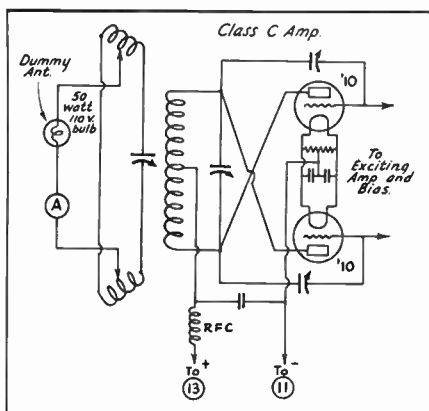 Class C Amp.
Dummy
Ant.
50
watt
110 v.
bulb
A
'10
To
Exciting
Amp and
Bias.
'10
RFC
To +
13
To -
11